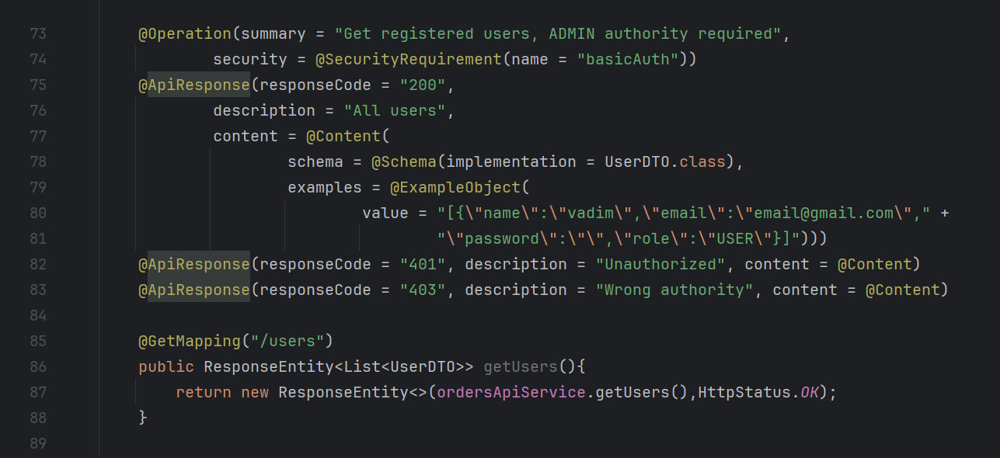 73 @Operation(summary = "Get registered users, ADMIN authority required",
74 security = @SecurityRequirement(name = "basicAuth"))
75 @ApiResponse(responseCode = "200",
76 description = "All users",
77 content = @Content(
78 schema = @Schema(implementation = UserDTO.class),
79 examples = @ExampleObject(
80 value = "[{\"name\":\"vadim\",\"email\":\"email@gmail.com\"," +
81 "\"password\":\"\",\"role\":\"USER\"}]")))
82 @ApiResponse(responseCode = "401", description = "Unauthorized", content = @Content)
83 @ApiResponse(responseCode = "403", description = "Wrong authority", content = @Content)
84
85 @GetMapping("/users")
86 public ResponseEntity<List<UserDTO>> getUsers(){
87 return new ResponseEntity<>(ordersApiService.getUsers(),HttpStatus.OK);
88 }
89